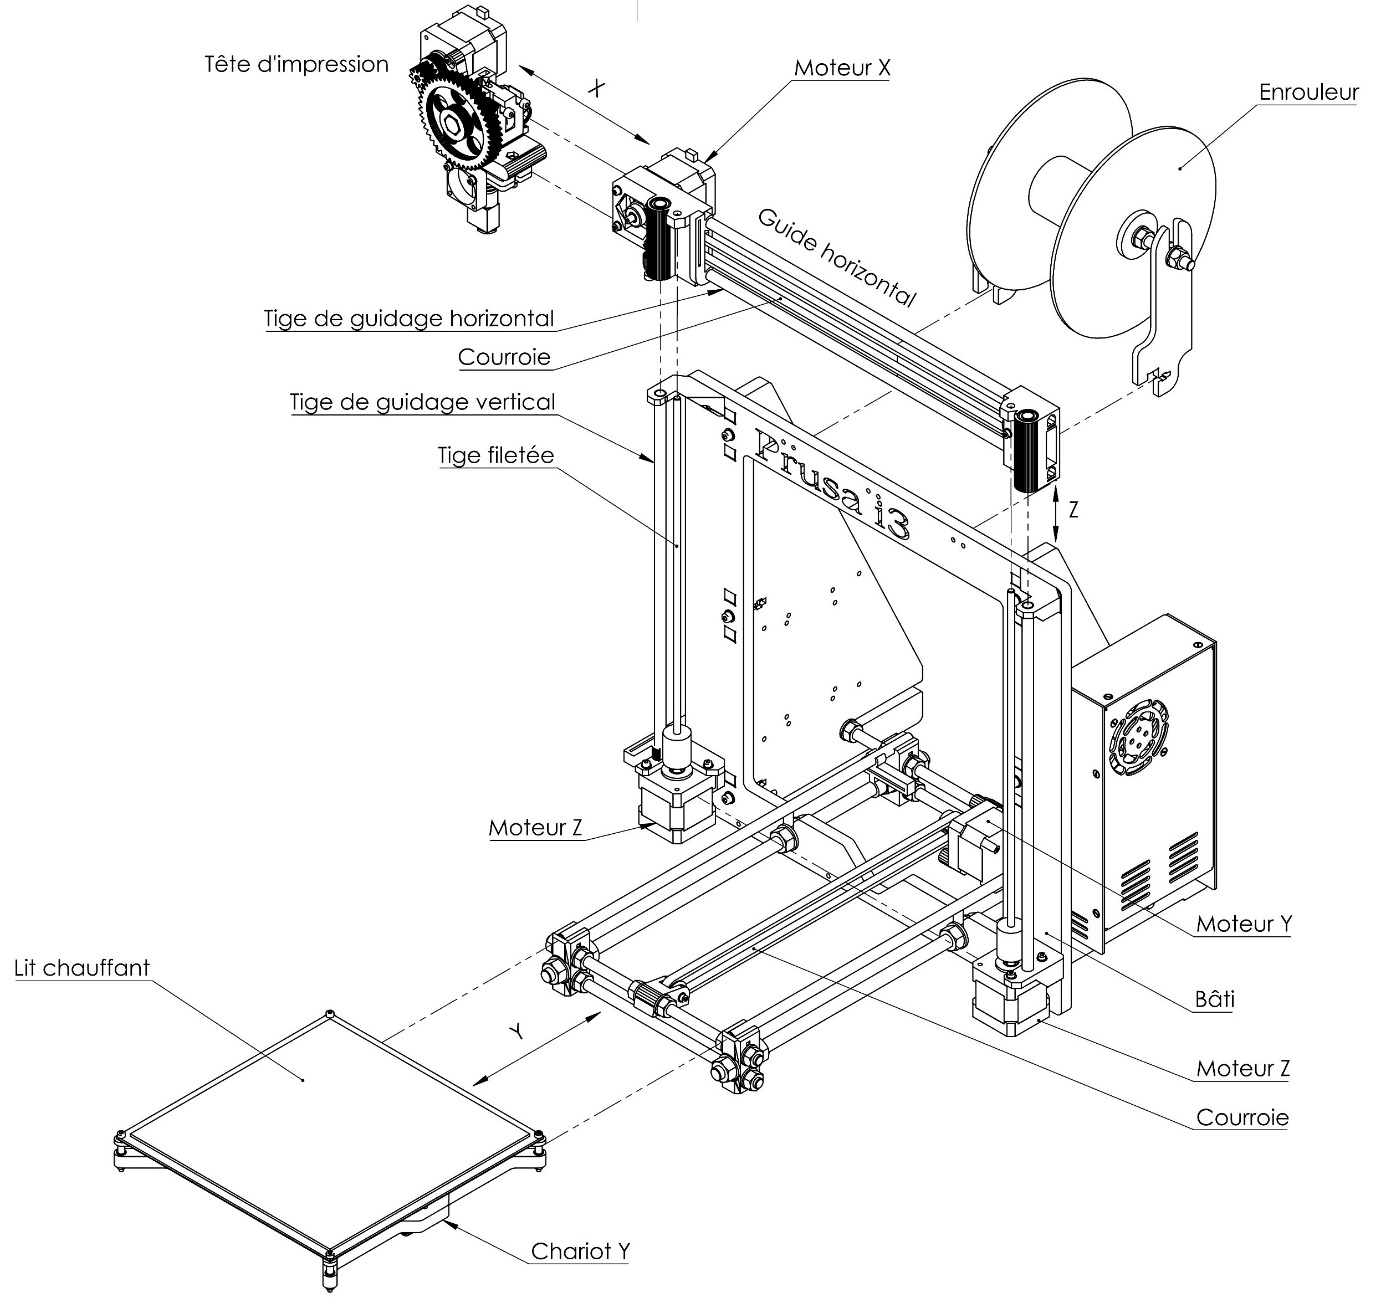 Tête d'impression
X
Moteur X
Enrouleur
Guide horizontal
Tige de guidage horizontal
Courroie
Tige de guidage vertical
Tige filetée
Prusa i3
Z
Moteur Z
Moteur Y
Lit chauffant
Bâti
Y
Moteur Z
Courroie
Chariot Y